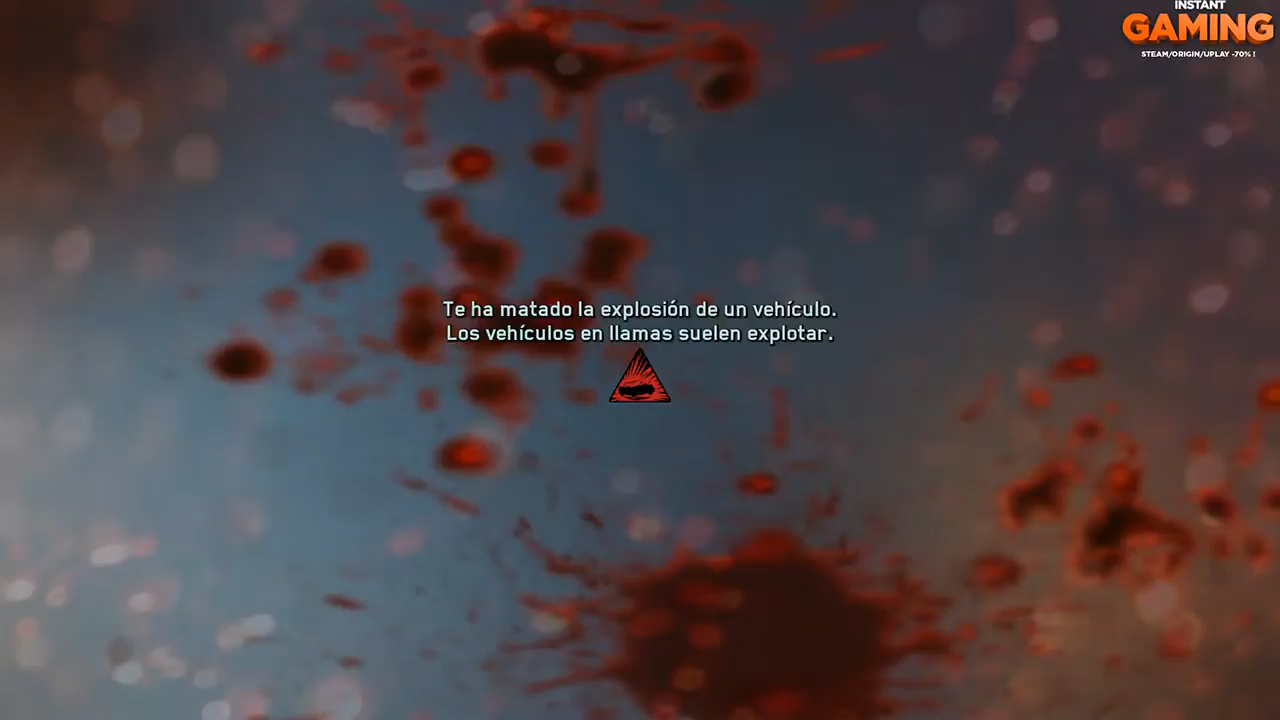 INSTANT
GAMING
STEAM/ORIGIN/UPLAY -70% !
Te ha matado la explosión de un vehículo.
Los vehículos en llamas suelen explotar.